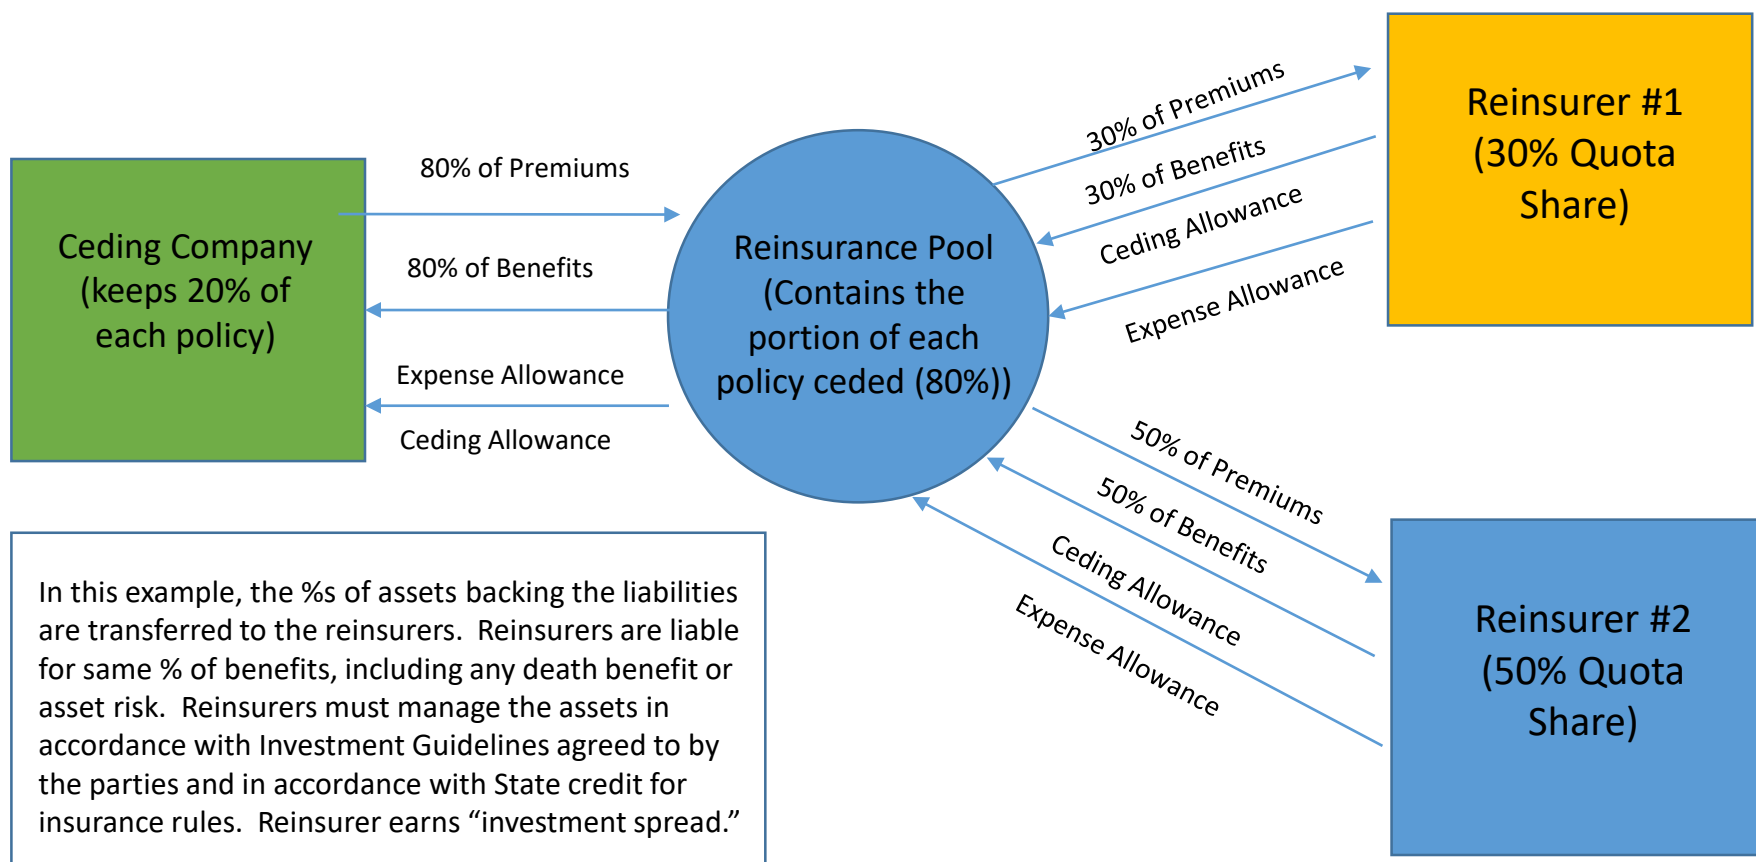 Ceding Company
(keeps 20% of
each policy)
80% of Premiums
80% of Benefits
Expense Allowance
Ceding Allowance
Reinsurance Pool
(Contains the
portion of each
policy ceded (80%))
30% of Premiums
30% of Benefits
Ceding Allowance
Expense Allowance
Reinsurer #1
(30% Quota
Share)
50% of Premiums
50% of Benefits
Ceding Allowance
Expense Allowance
Reinsurer #2
(50% Quota
Share)
In this example, the %s of assets backing the liabilities
are transferred to the reinsurers.  Reinsurers are liable
for same % of benefits, including any death benefit or
asset risk.  Reinsurers must manage the assets in
accordance with Investment Guidelines agreed to by
the parties and in accordance with State credit for
insurance rules.  Reinsurer earns “investment spread.”